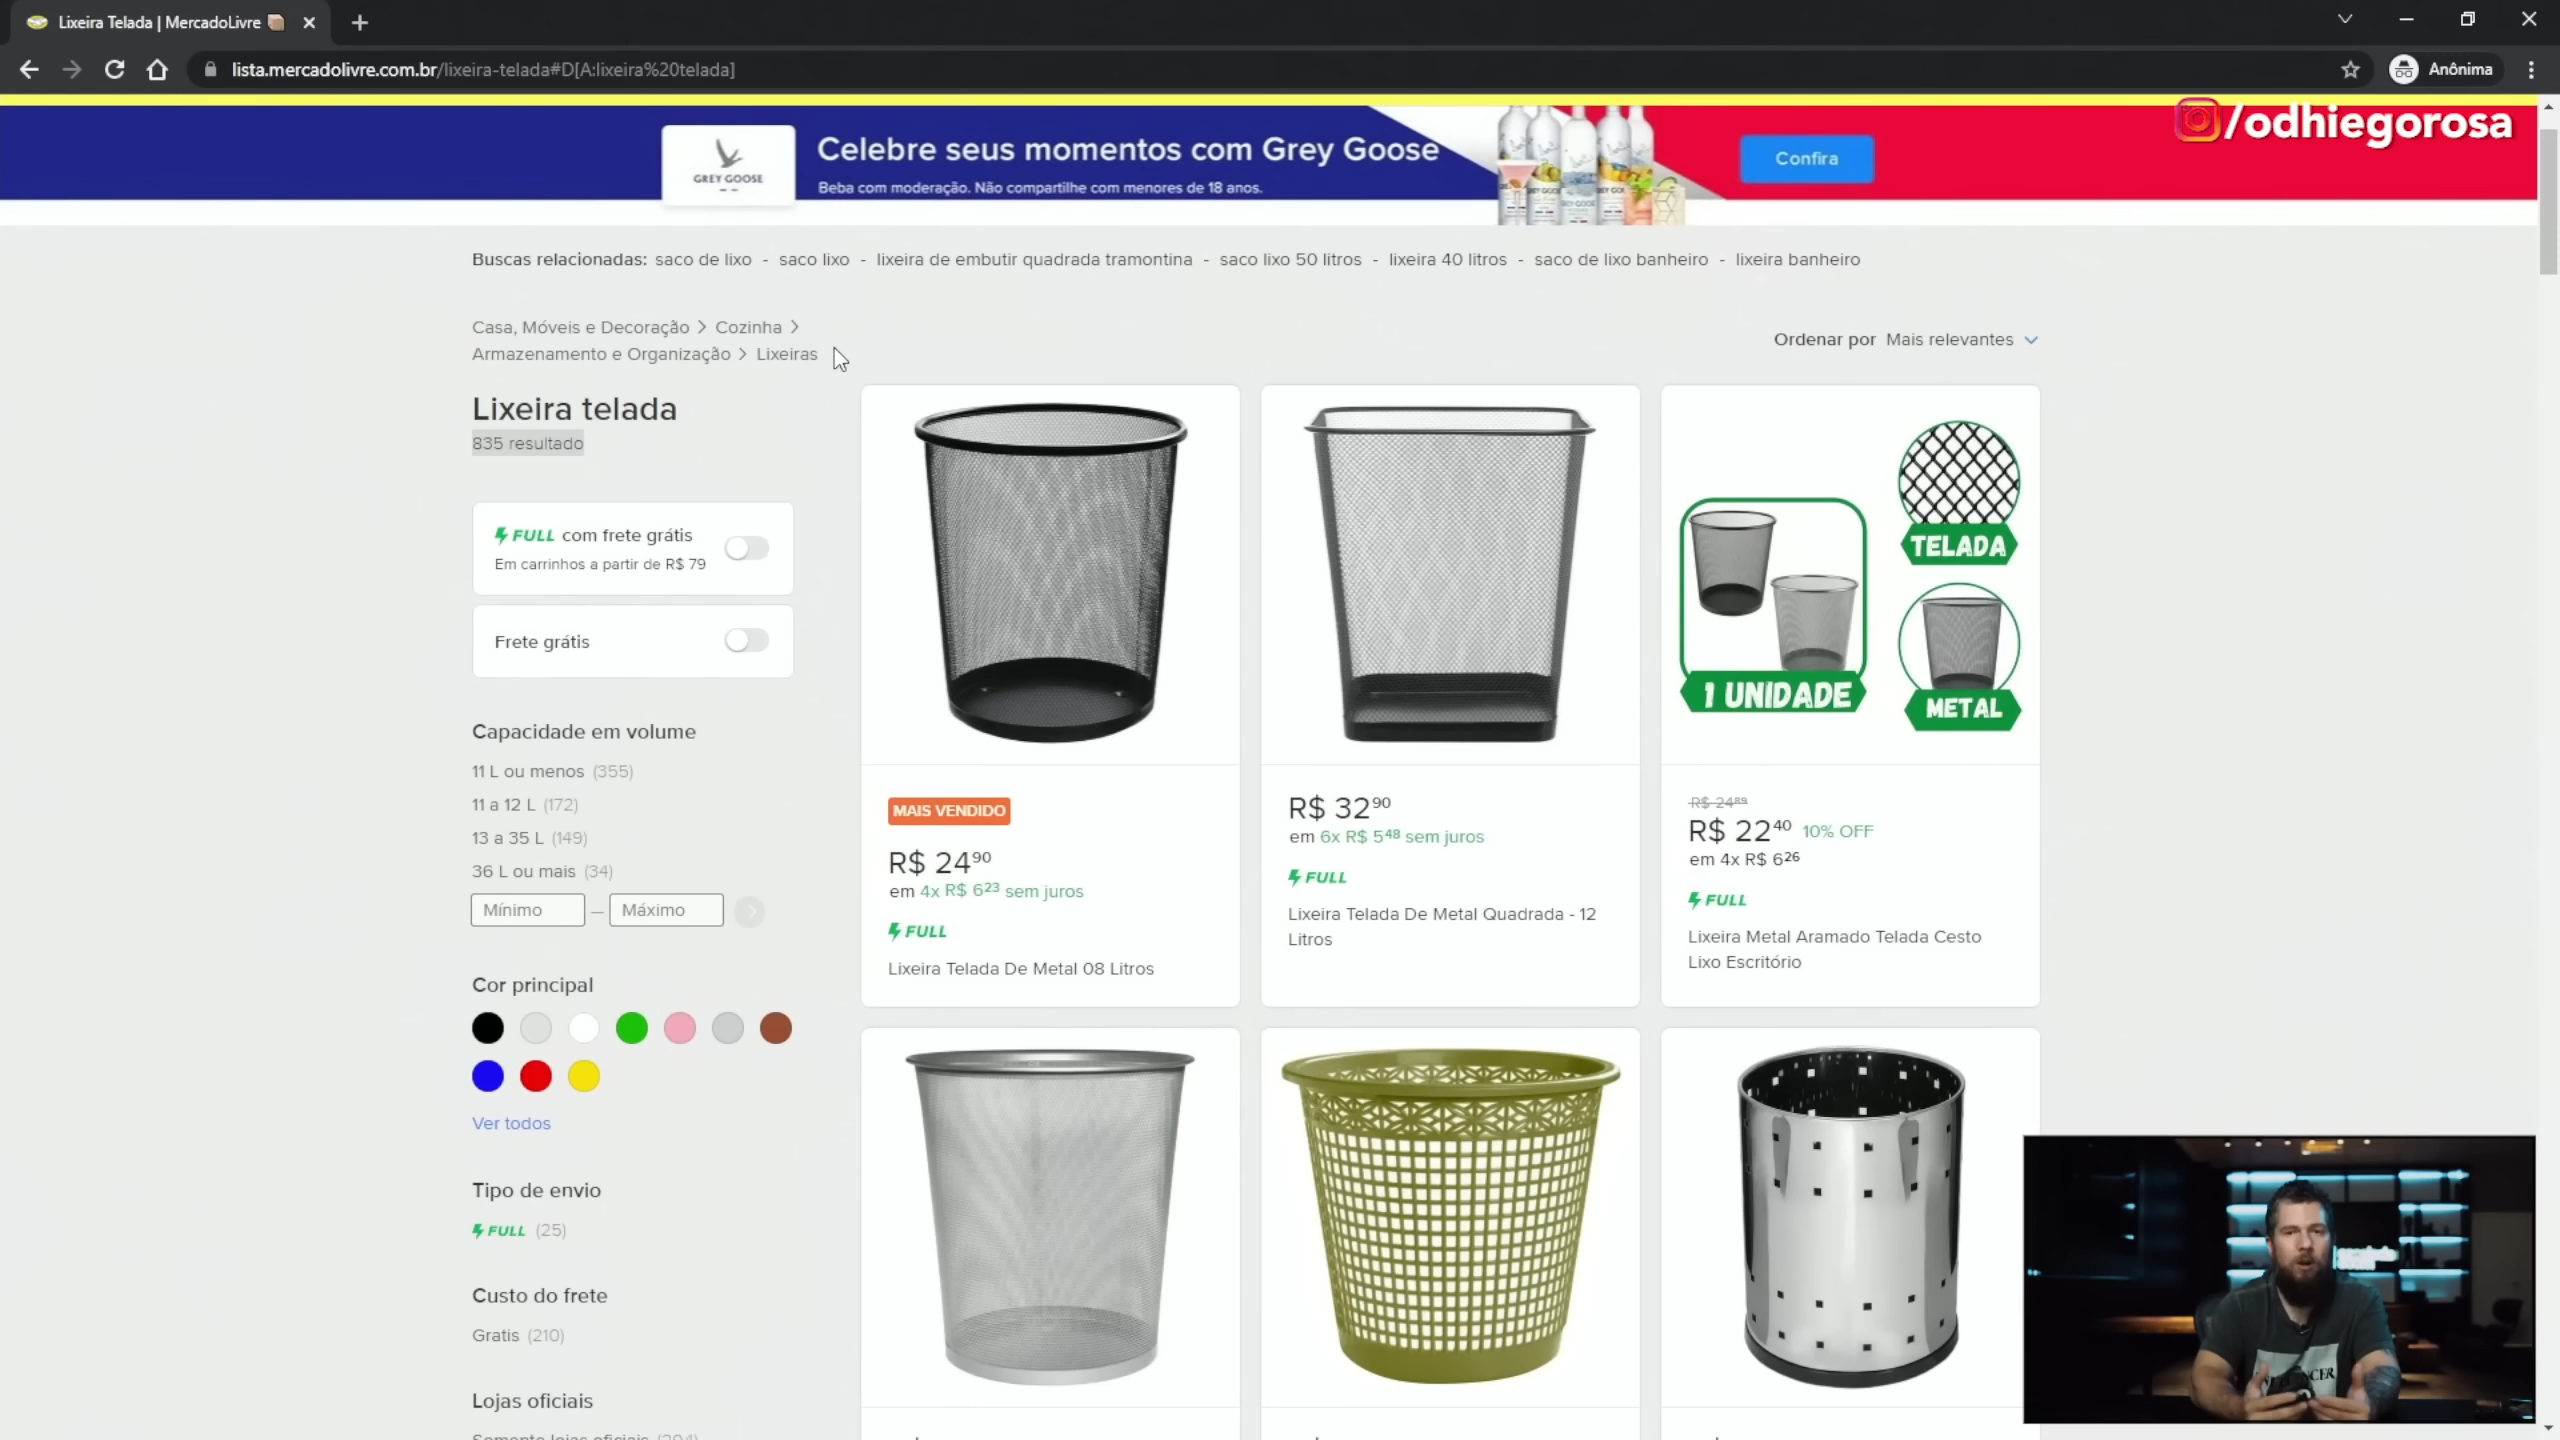 Lixeira Telada | MercadoLivre
lista.mercadolivre.com.br/lixeira-telada#D[A:lixeira%20telada]
Anônima
/odhiegorosa
GREY GOOSE
Celebre seus momentos com Grey Goose
Beba com moderação. Não compartilhe com menores de 18 anos.
Confira
Buscas relacionadas: saco de lixo - saco lixo - lixeira de embutir quadrada tramontina - saco lixo 50 litros - lixeira 40 litros - saco de lixo banheiro - lixeira banheiro
Casa, Móveis e Decoração > Cozinha >
Armazenamento e Organização > Lixeiras
Ordenar por Mais relevantes
Lixeira telada
835 resultado
FULL com frete grátis
Em carrinhos a partir de R$ 79
Frete grátis
Capacidade em volume
11 L ou menos (355)
11 a 12 L (172)
13 a 35 L (149)
36 L ou mais (34)
Mínimo — Máximo
Cor principal
Ver todos
Tipo de envio
FULL (25)
Custo do frete
Gratis (210)
Lojas oficiais
Somente lojas oficiais
MAIS VENDIDO
R$ 24 90
em 4x R$ 6 23 sem juros
FULL
Lixeira Telada De Metal 08 Litros
R$ 32 90
em 6x R$ 5 48 sem juros
FULL
Lixeira Telada De Metal Quadrada - 12
Litros
TELADA
1 UNIDADE
METAL
R$ 24 89
R$ 22 40 10% OFF
em 4x R$ 6 26
FULL
Lixeira Metal Aramado Telada Cesto
Lixo Escritório